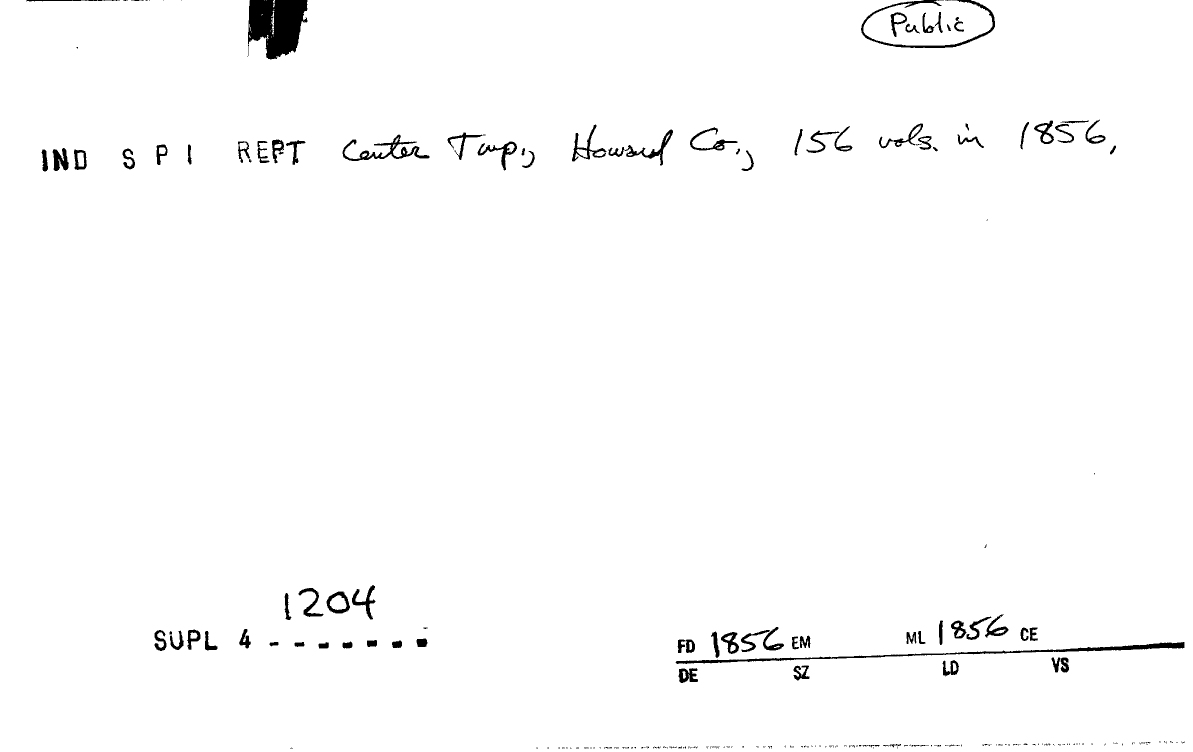 Public
IND S P I REPT Center Twp., Howard Co., 156 vols. in 1856,
1204
SUPL 4 - - - - - - -
FD 1856 EM ML 1856 CE
DE SZ LD VS